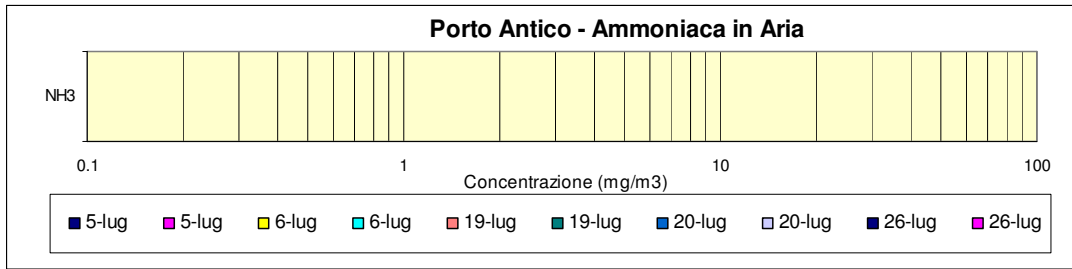 Porto Antico - Ammoniaca in Aria
NH3
0.1 1 10 100
Concentrazione (mg/m3)
5-lug 5-lug 6-lug 6-lug 19-lug 19-lug 20-lug 20-lug 26-lug 26-lug